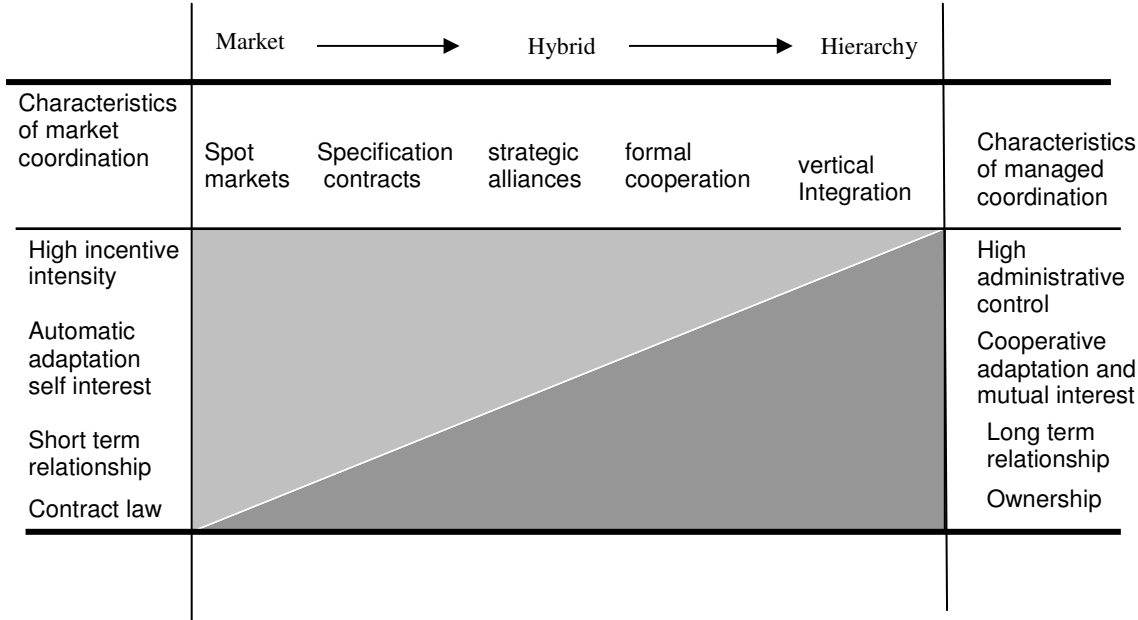 Market Hybrid Hierarchy
Characteristics
of market
coordination
Spot
markets
Specification
contracts
strategic
alliances
formal
cooperation
vertical
Integration
Characteristics
of managed
coordination
High incentive
intensity
Automatic
adaptation
self interest
Short term
relationship
Contract law
High
administrative
control
Cooperative
adaptation and
mutual interest
Long term
relationship
Ownership